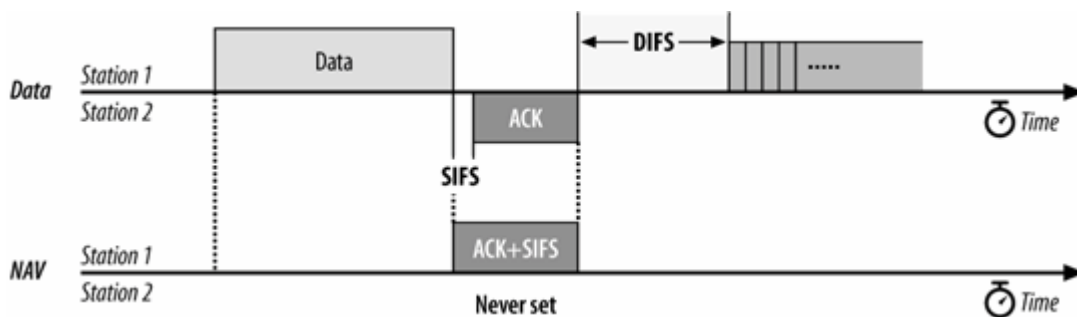 DIFS
Data
.....
Data
Station 1
Station 2
ACK
Time
SIFS
ACK+SIFS
NAV
Station 1
Station 2
Never set
Time